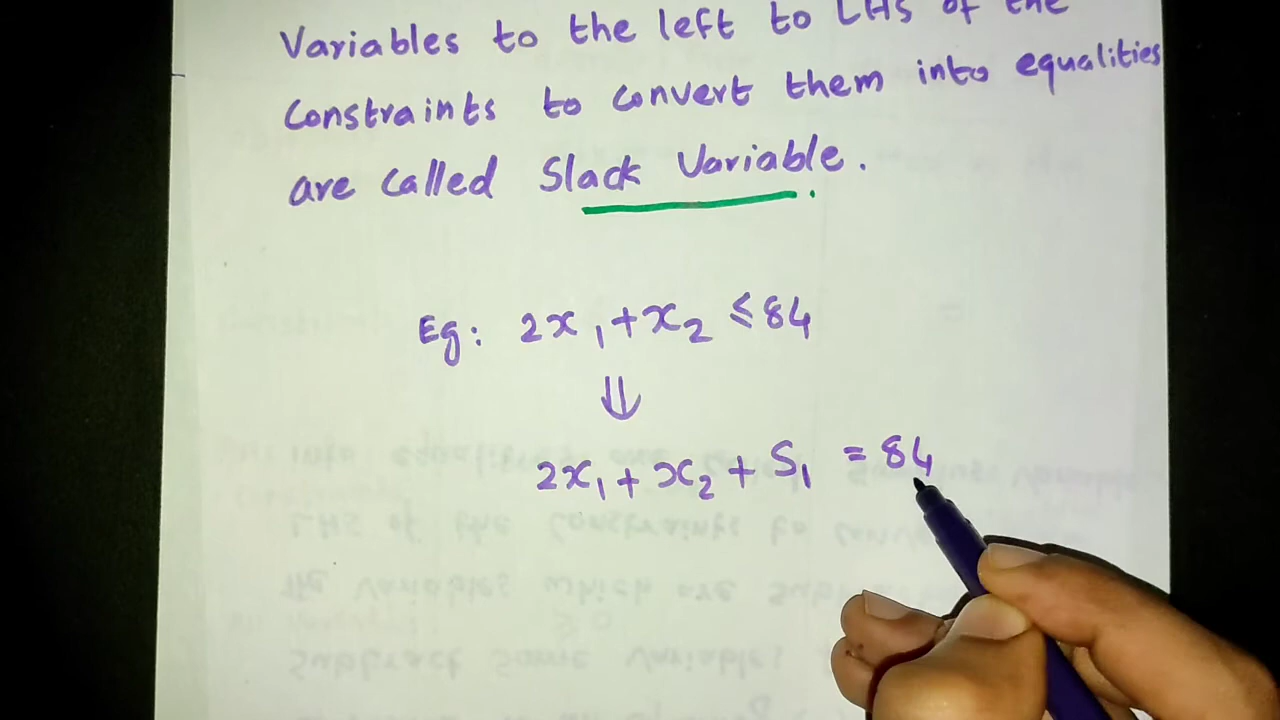 Variables to the left to LHS of the
Constraints to convert them into equalities
are called Slack Variable.
Eg: 2x₁+x₂ ≤ 84
⇓
2x₁ + x₂ + S₁ = 84